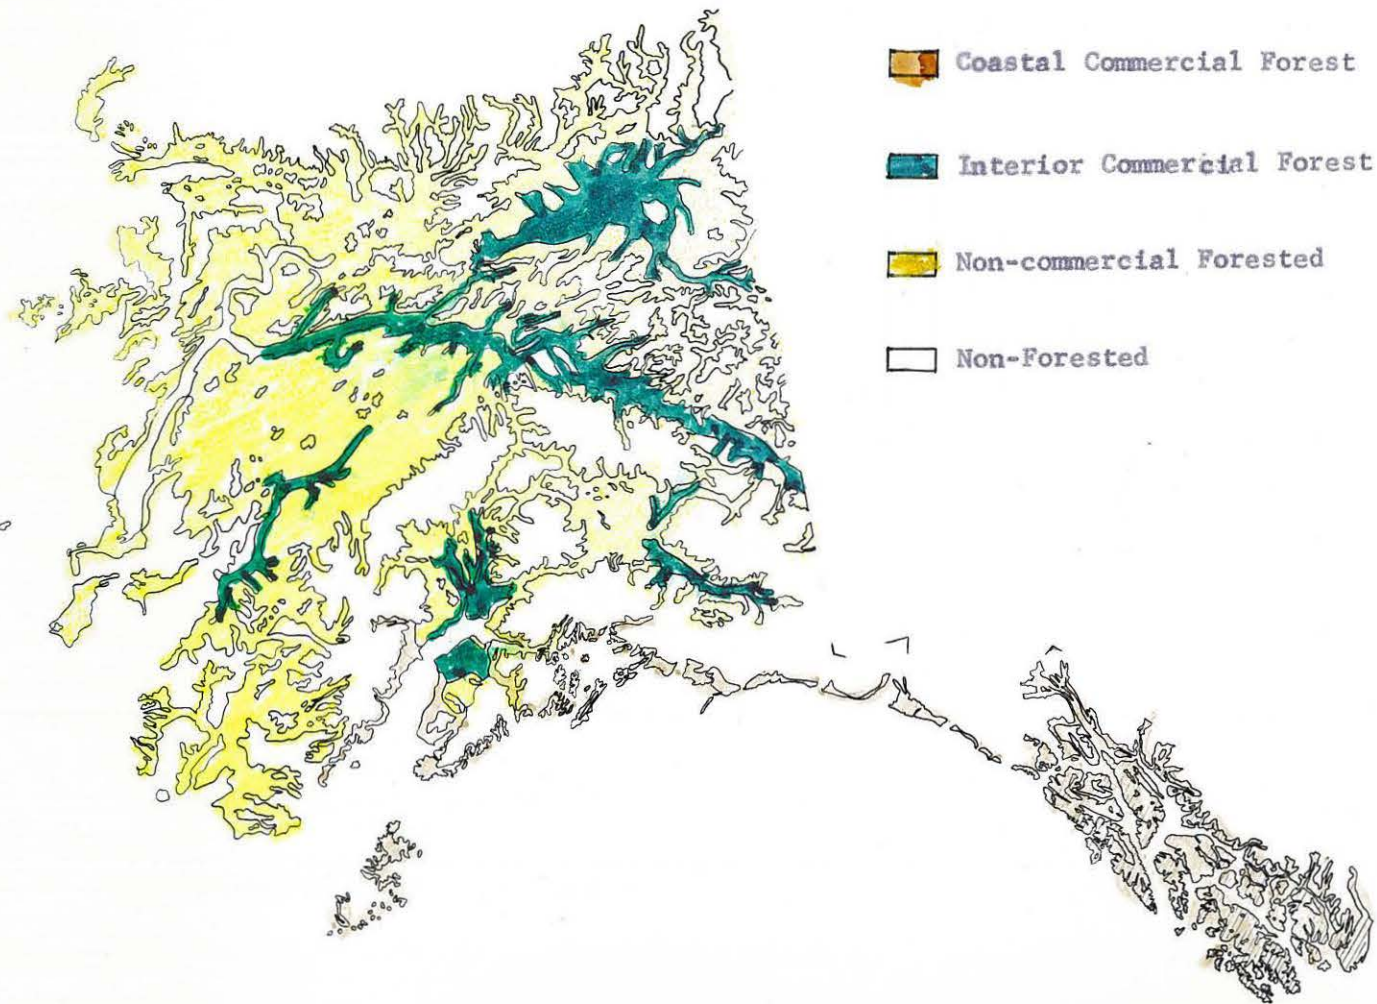 Coastal Commercial Forest
Interior Commercial Forest
Non-commercial Forested
Non-Forested